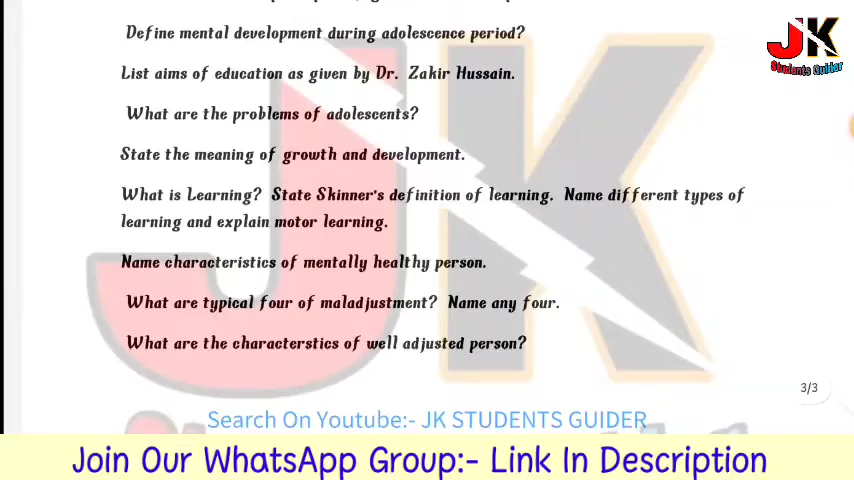 JK
Students Guider
Define mental development during adolescence period?
List aims of education as given by Dr. Zakir Hussain.
What are the problems of adolescents?
State the meaning of growth and development.
What is Learning? State Skinner's definition of learning. Name different types of
learning and explain motor learning.
Name characteristics of mentally healthy person.
What are typical four of maladjustment? Name any four.
What are the characterstics of well adjusted person?
3/3
Search On Youtube:- JK STUDENTS GUIDER
Join Our WhatsApp Group:- Link In Description